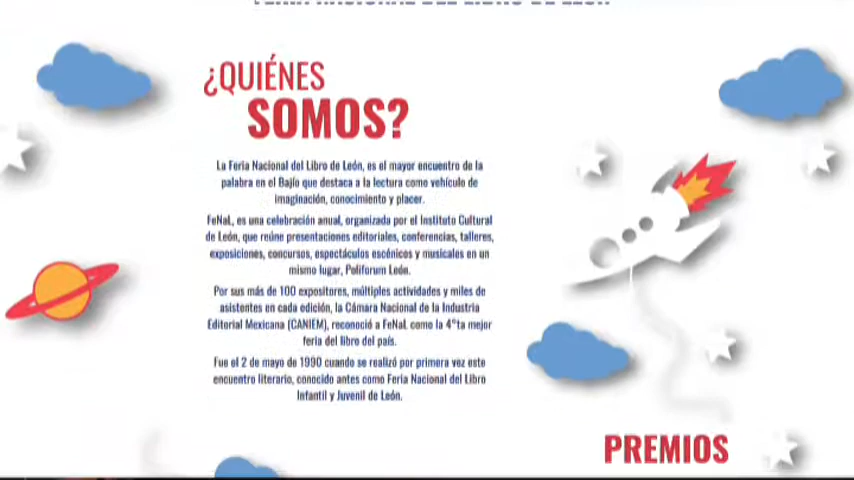 FERIA NACIONAL DEL LIBRO DE LEÓN
¿QUIÉNES
SOMOS?
La Feria Nacional del Libro de León, es el mayor encuentro de la
palabra en el Bajío que destaca a la lectura como vehículo de
imaginación, conocimiento y placer.
FeNaL, es una celebración anual, organizada por el Instituto Cultural
de León, que reúne presentaciones editoriales, conferencias, talleres,
exposiciones, concursos, espectáculos escénicos y musicales en un
mismo lugar, Poliforum León.
Por sus más de 100 expositores, múltiples actividades y miles de
asistentes en cada edición, la Cámara Nacional de la Industria
Editorial Mexicana (CANIEM), reconoció a FeNaL como la 4°ta mejor
feria del libro del país.
Fue el 2 de mayo de 1990 cuando se realizó por primera vez este
encuentro literario, conocido antes como Feria Nacional del Libro
Infantil y Juvenil de León.
PREMIOS